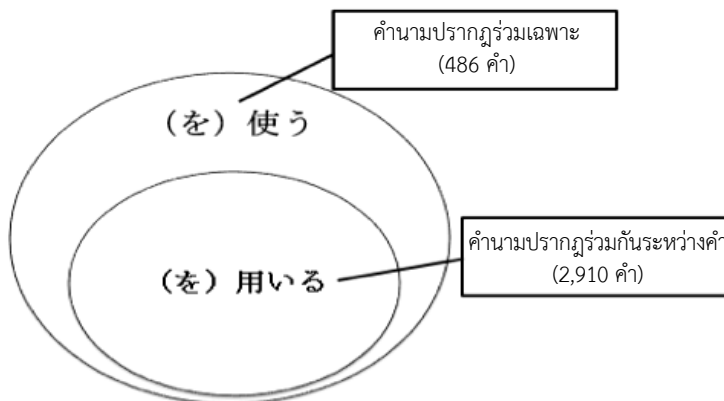 คำนามปรากฎร่วมเฉพาะ
(486 คำ)
（を）使う
คำนามปรากฎร่วมกันระหว่างคำ
(2,910 คำ)
（を）用いる